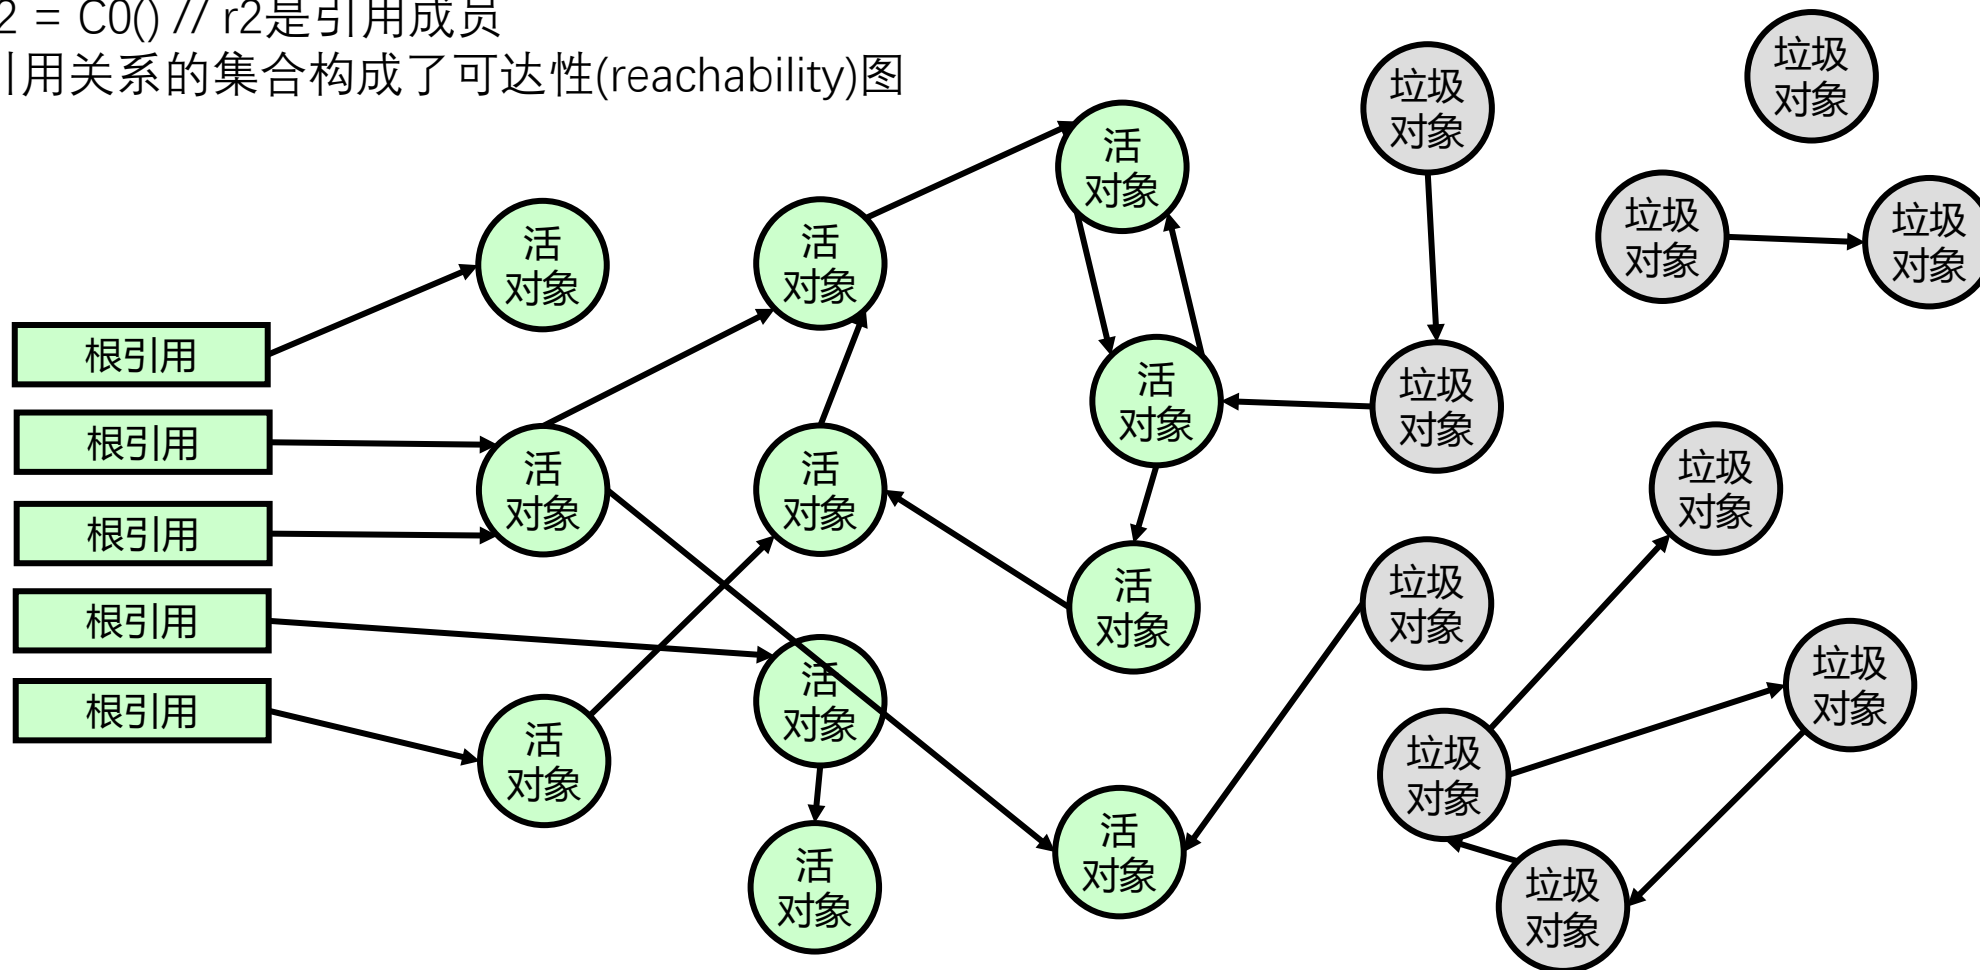 2 = C0() // r2是引用成员
引用关系的集合构成了可达性(reachability)图
垃圾
对象
垃圾
对象
活
对象
垃圾
对象
垃圾
对象
活
对象
活
对象
根引用
根引用
根引用
根引用
根引用
活
对象
垃圾
对象
活
对象
活
对象
垃圾
对象
活
对象
垃圾
对象
活
对象
垃圾
对象
活
对象
垃圾
对象
活
对象
活
对象
垃圾
对象